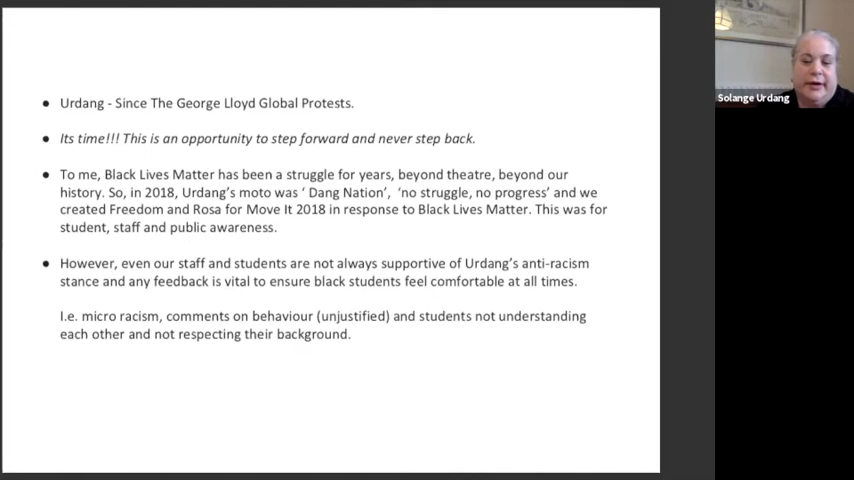 ● Urdang - Since The George Lloyd Global Protests.
● Its time!!! This is an opportunity to step forward and never step back.
● To me, Black Lives Matter has been a struggle for years, beyond theatre, beyond our
history. So, in 2018, Urdang's moto was ' Dang Nation', 'no struggle, no progress' and we
created Freedom and Rosa for Move It 2018 in response to Black Lives Matter. This was for
student, staff and public awareness.
● However, even our staff and students are not always supportive of Urdang's anti-racism
stance and any feedback is vital to ensure black students feel comfortable at all times.
I.e. micro racism, comments on behaviour (unjustified) and students not understanding
each other and not respecting their background.
Solange Urdang